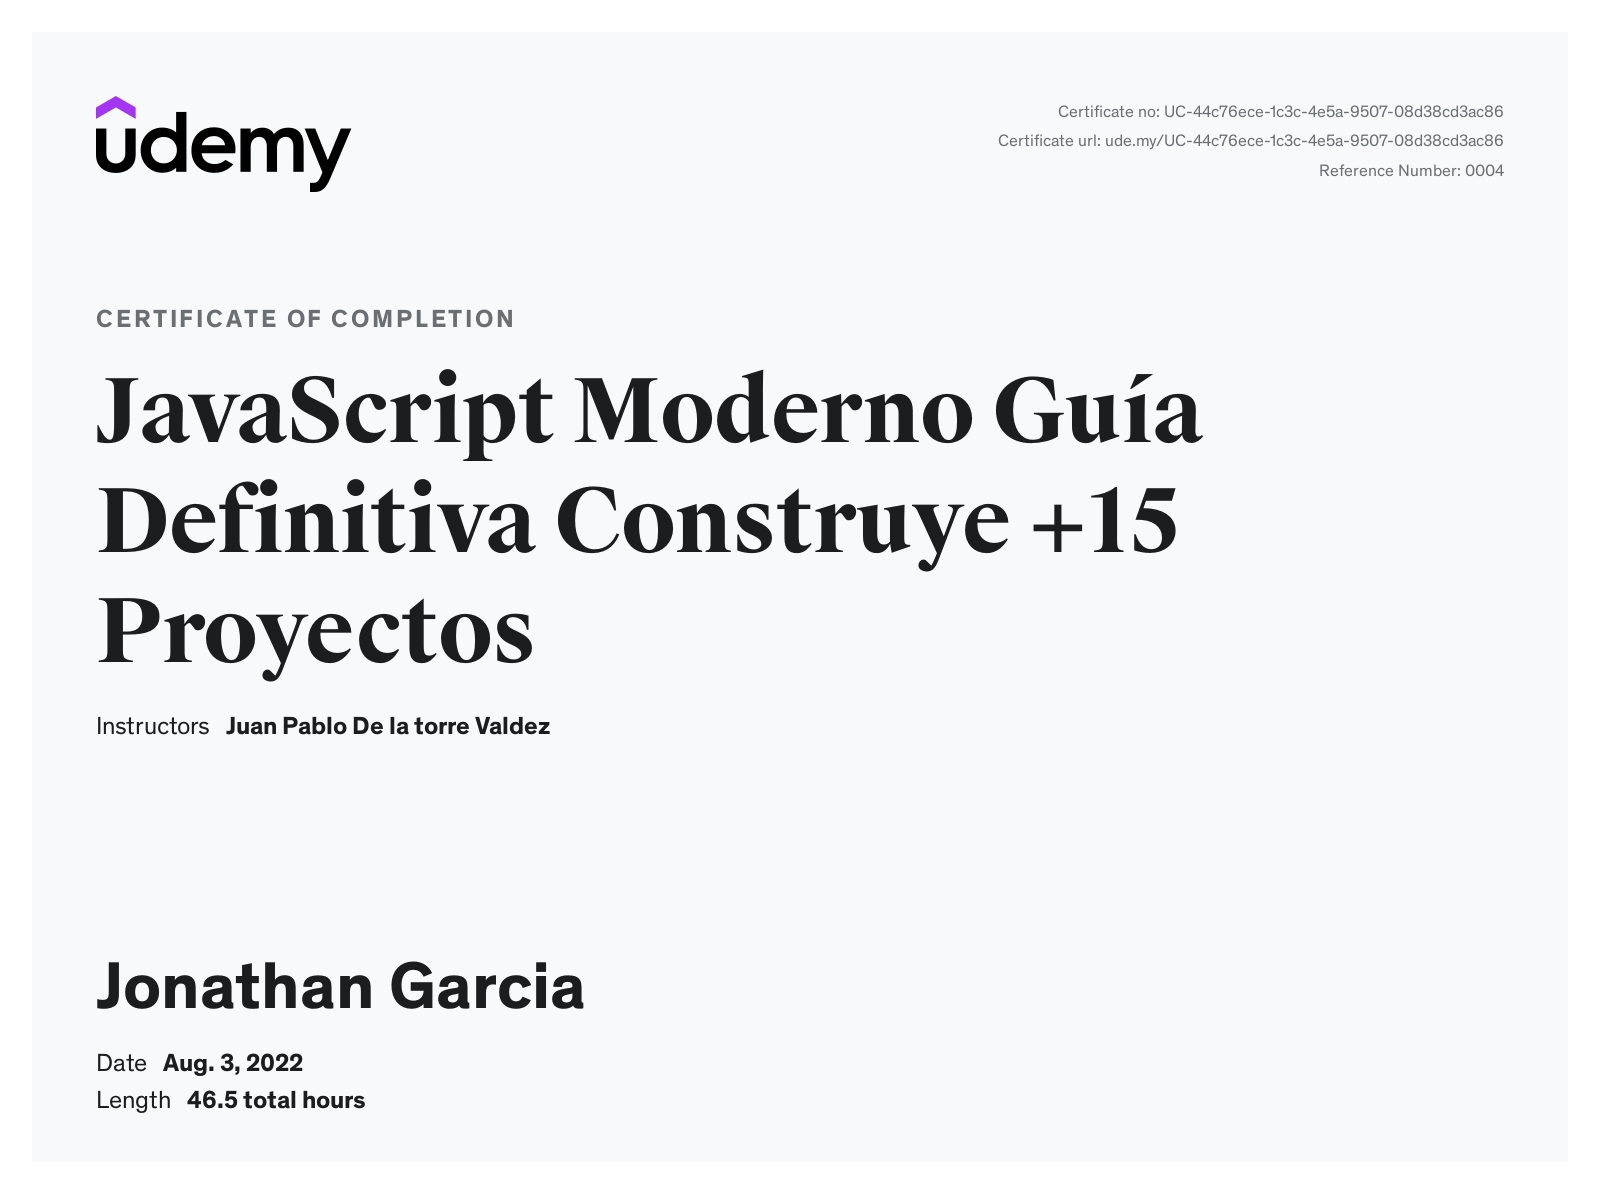 udemy
Certificate no: UC-44c76ece-1c3c-4e5a-9507-08d38cd3ac86
Certificate url: ude.my/UC-44c76ece-1c3c-4e5a-9507-08d38cd3ac86
Reference Number: 0004
CERTIFICATE OF COMPLETION
JavaScript Moderno Guía
Definitiva Construye +15
Proyectos
Instructors Juan Pablo De la torre Valdez
Jonathan Garcia
Date Aug. 3, 2022
Length 46.5 total hours